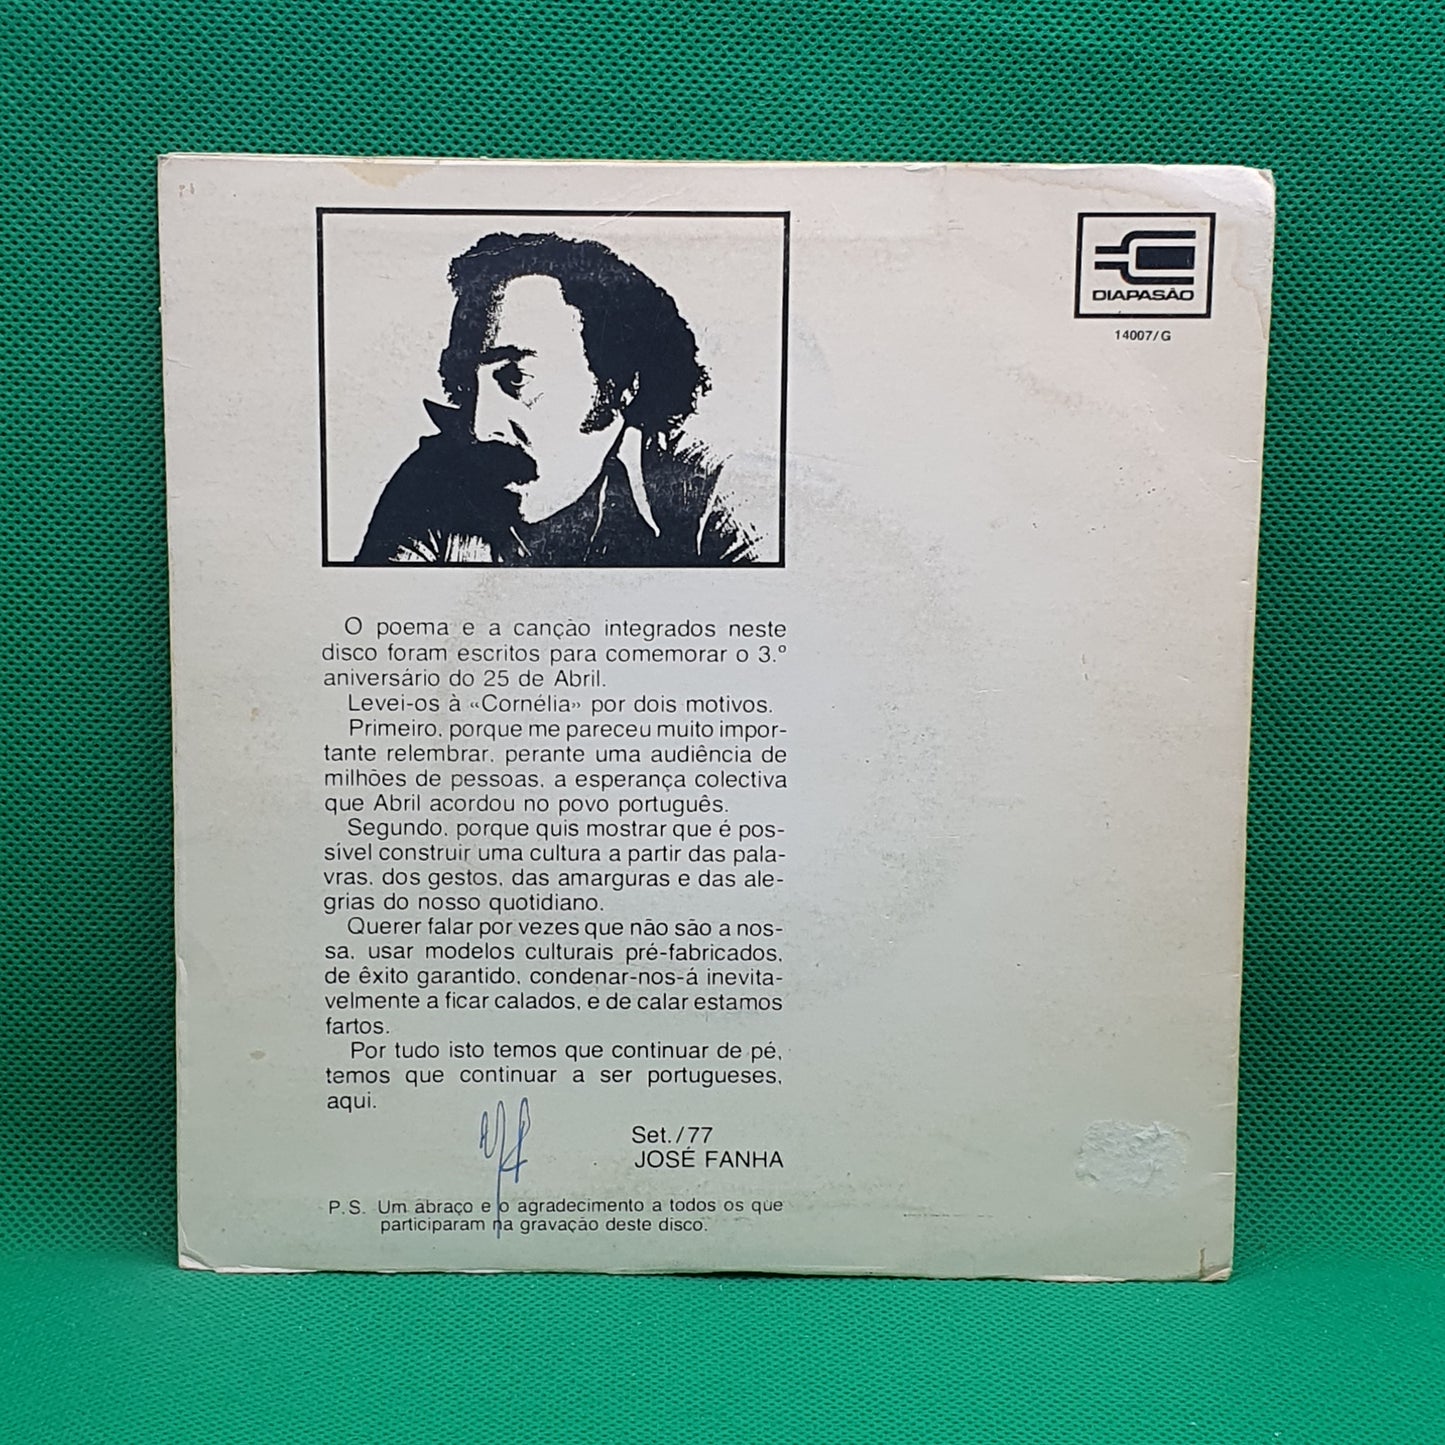 DIAPASÃO
14007/G
O poema e a canção integrados neste
disco foram escritos para comemorar o 3.º
aniversário do 25 de Abril.
Levei-os à «Cornélia» por dois motivos.
Primeiro, porque me pareceu muito impor-
tante relembrar, perante uma audiência de
milhões de pessoas, a esperança colectiva
que Abril acordou no povo português.
Segundo, porque quis mostrar que é pos-
sível construir uma cultura a partir das pala-
vras, dos gestos, das amarguras e das ale-
grias do nosso quotidiano.
Querer falar por vezes que não são a nos-
sa, usar modelos culturais pré-fabricados,
de êxito garantido, condenar-nos-á inevita-
velmente a ficar calados, e de calar estamos
fartos.
Por tudo isto temos que continuar de pé,
temos que continuar a ser portugueses,
aqui.
Set./77
JOSÉ FANHA
P.S. Um abraço e o agradecimento a todos os que
participaram na gravação deste disco.